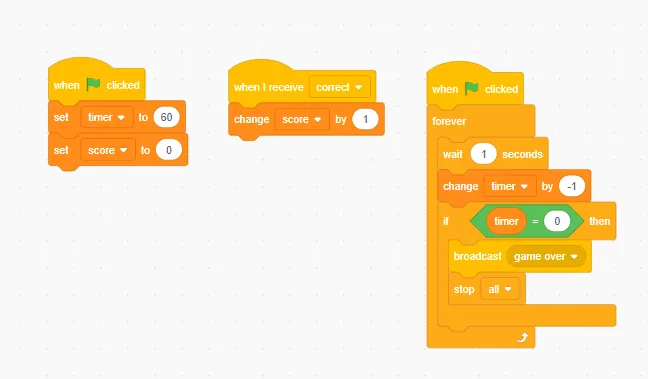 when clicked
set timer to 60
set score to 0
when I receive correct
change score by 1
when clicked
forever
wait 1 seconds
change timer by -1
if timer = 0 then
broadcast game over
stop all